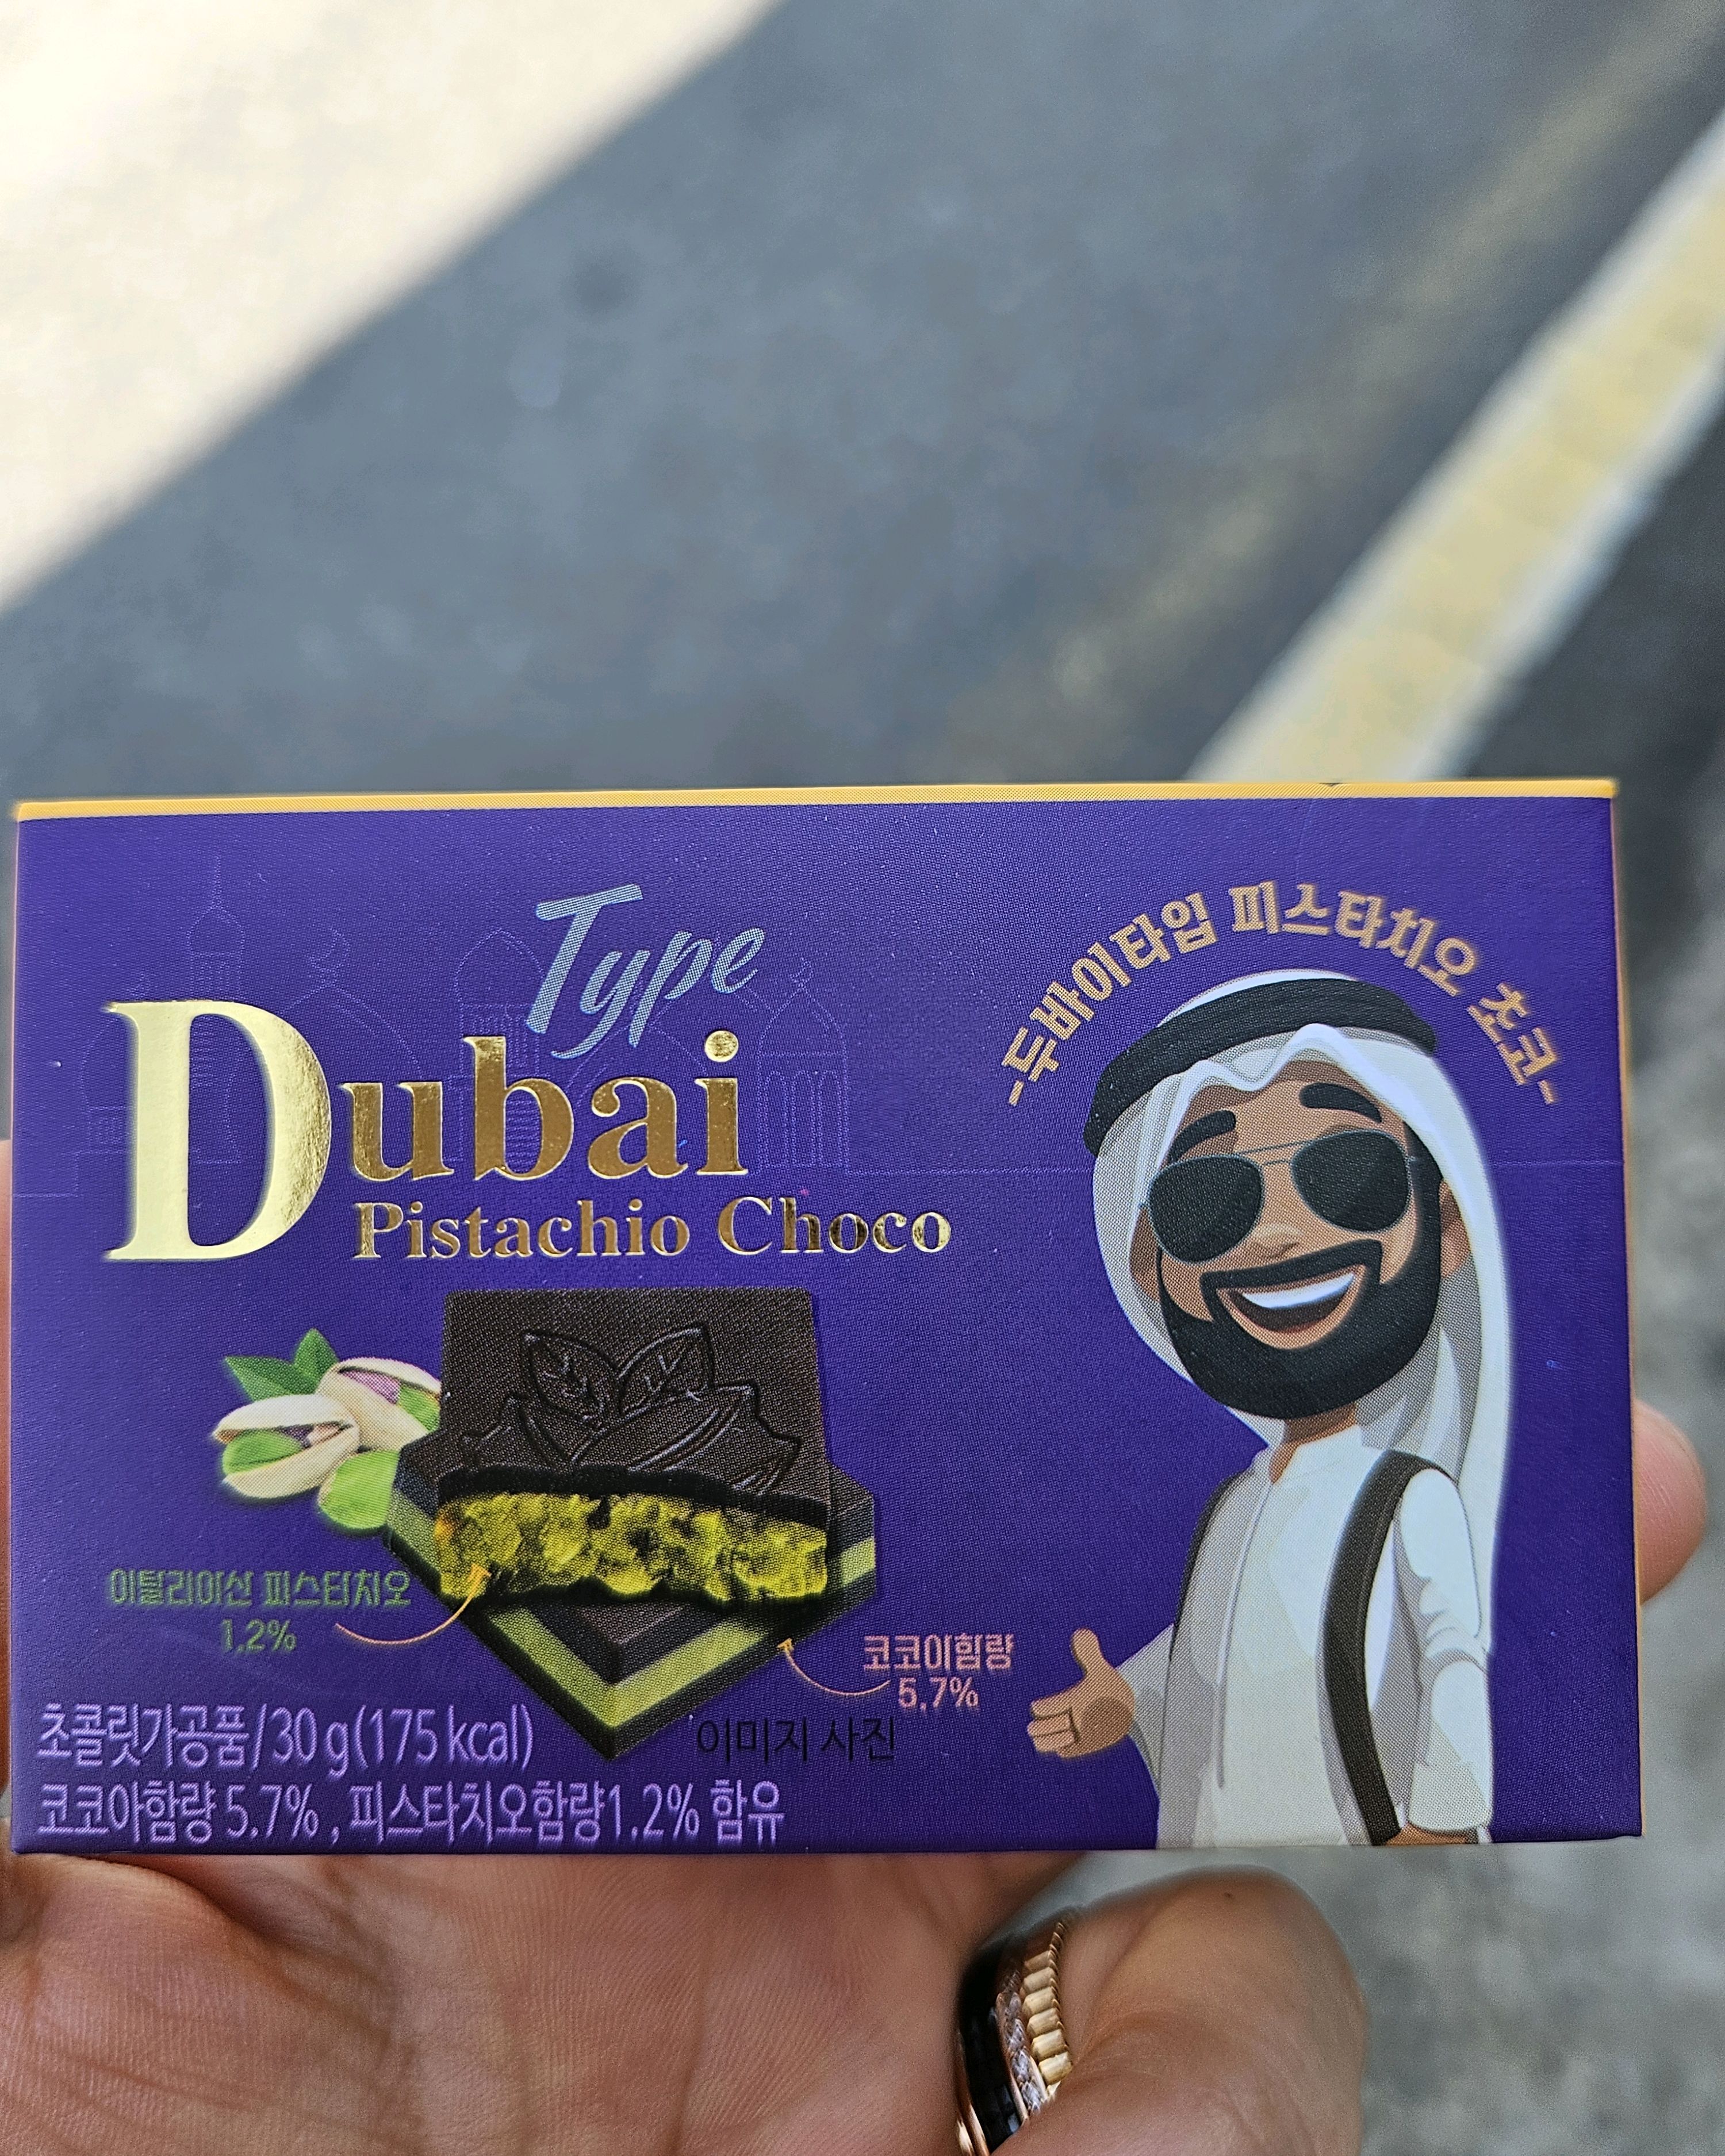 Type
Dubai
Pistachio Choco
-두바이타입 피스타치오 쵸코-
이탈리아산 피스타치오
1.2%
코코아함량
5.7%
이미지 사진
초콜릿가공품/30 g(175 kcal)
코코아함량 5.7% , 피스타치오함량1.2% 함유